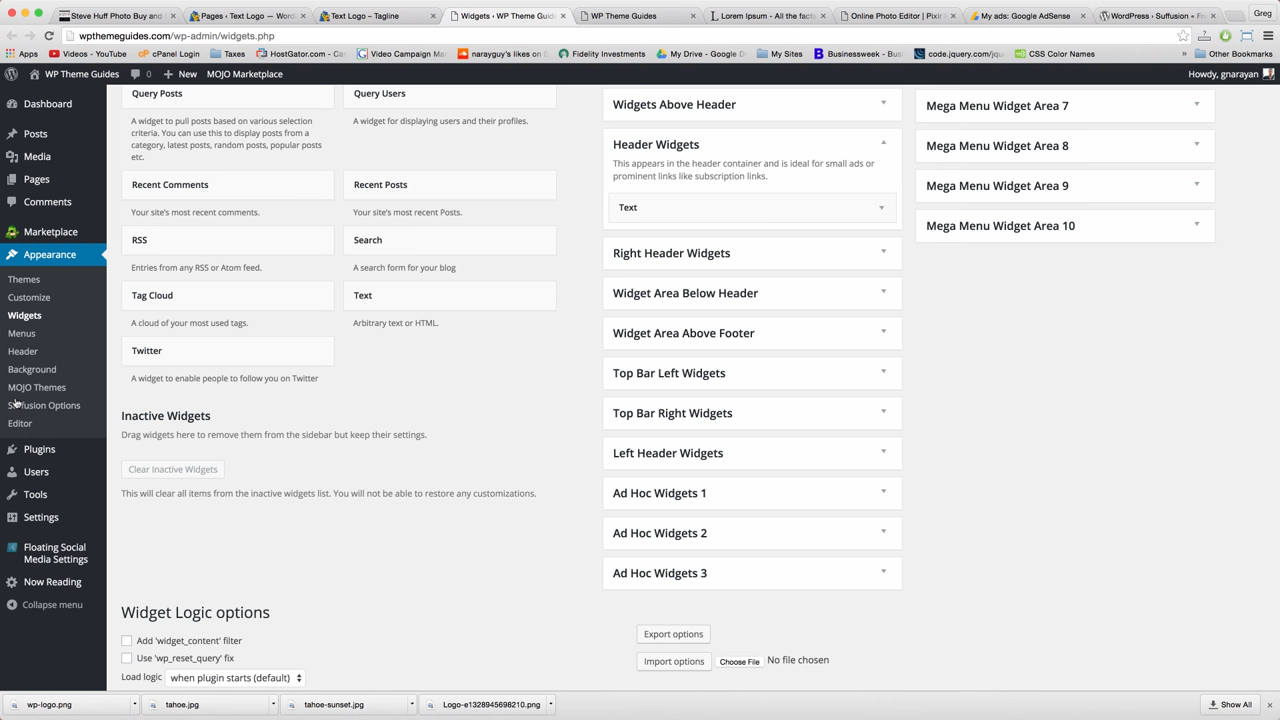 Steve Huff Photo Buy and
Pages ‹ Text Logo — Word
Text Logo – Tagline
Widgets ‹ WP Theme Guid
WP Theme Guides
Lorem Ipsum - All the facts
Online Photo Editor | Pixlr
My ads: Google AdSense
WordPress › Suffusion « Fre
Greg
wpthemeguides.com/wp-admin/widgets.php
Apps
Videos - YouTube
cPanel Login
Taxes
HostGator.com - Ce
Video Campaign Ma
narayguy's likes on S
Fidelity Investments
My Drive - Google D
My Sites
Businessweek - Bu
code.jquery.com/jqu
CSS Color Names
»
Other Bookmarks
WP Theme Guides
0
New
MOJO Marketplace
Howdy, gnarayan
Dashboard
Posts
Media
Pages
Comments
Marketplace
Appearance
Themes
Customize
Widgets
Menus
Header
Background
MOJO Themes
Suffusion Options
Editor
Plugins
Users
Tools
Settings
Floating Social
Media Settings
Now Reading
Collapse menu
Query Posts
A widget to pull posts based on various selection
criteria. You can use this to display posts from a
category, latest posts, random posts, popular posts
etc.
Query Users
A widget for displaying users and their profiles.
Recent Comments
Your site's most recent comments.
Recent Posts
Your site's most recent Posts.
RSS
Entries from any RSS or Atom feed.
Search
A search form for your blog
Tag Cloud
A cloud of your most used tags.
Text
Arbitrary text or HTML.
Twitter
A widget to enable people to follow you on Twitter
Inactive Widgets
Drag widgets here to remove them from the sidebar but keep their settings.
Clear Inactive Widgets
This will clear all items from the inactive widgets list. You will not be able to restore any customizations.
Widgets Above Header
Header Widgets
This appears in the header container and is ideal for small ads or
prominent links like subscription links.
Text
Right Header Widgets
Widget Area Below Header
Widget Area Above Footer
Top Bar Left Widgets
Top Bar Right Widgets
Left Header Widgets
Ad Hoc Widgets 1
Ad Hoc Widgets 2
Ad Hoc Widgets 3
Mega Menu Widget Area 7
Mega Menu Widget Area 8
Mega Menu Widget Area 9
Mega Menu Widget Area 10
Widget Logic options
Add 'widget_content' filter
Use 'wp_reset_query' fix
Load logic
when plugin starts (default)
Export options
Import options
Choose File
No file chosen
wp-logo.png
tahoe.jpg
tahoe-sunset.jpg
Logo-e1328945698210.png
Show All